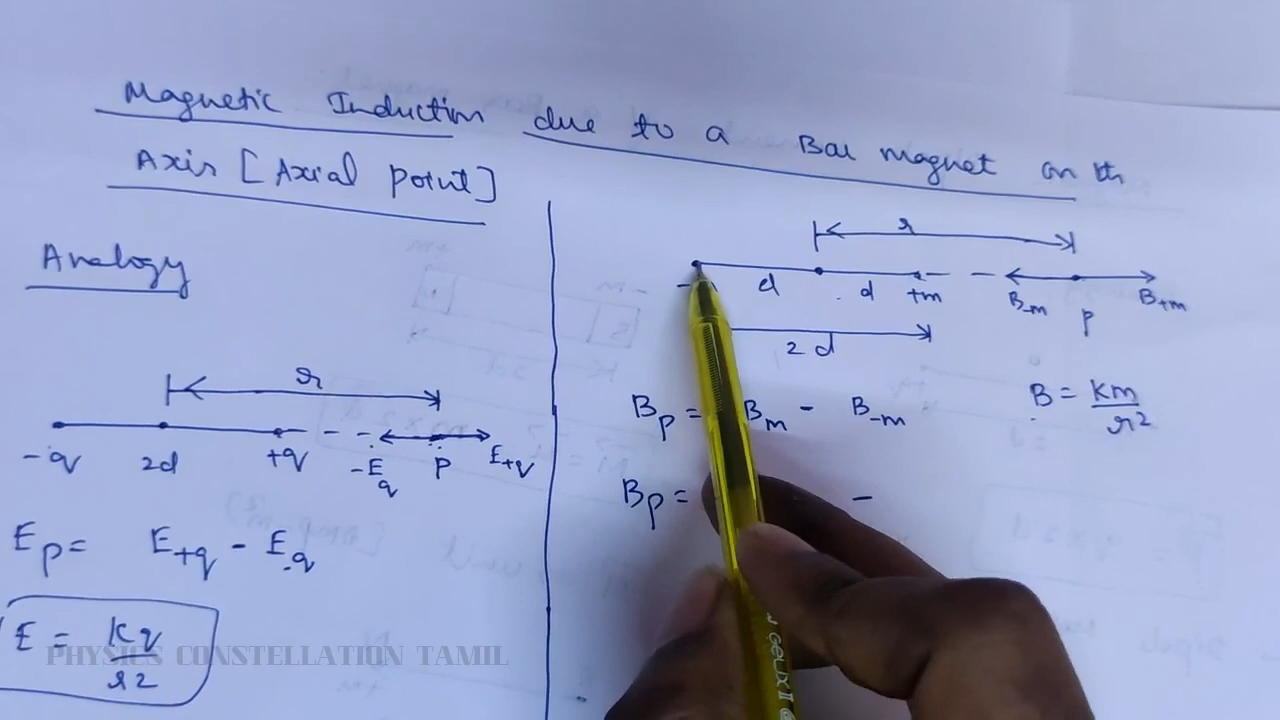 Magnetic Induction due to a Bar magnet on th
Axis [Axial point]
Analogy
r
-q 2d +q -Eq P E+q
Ep = E+q - E-q
E = Kq/r2
r
d d +m B-m P B+m
2d
Bp = Bm - B-m
B = Km/r2
Bp = -
PHYSICS CONSTELLATION TAMIL